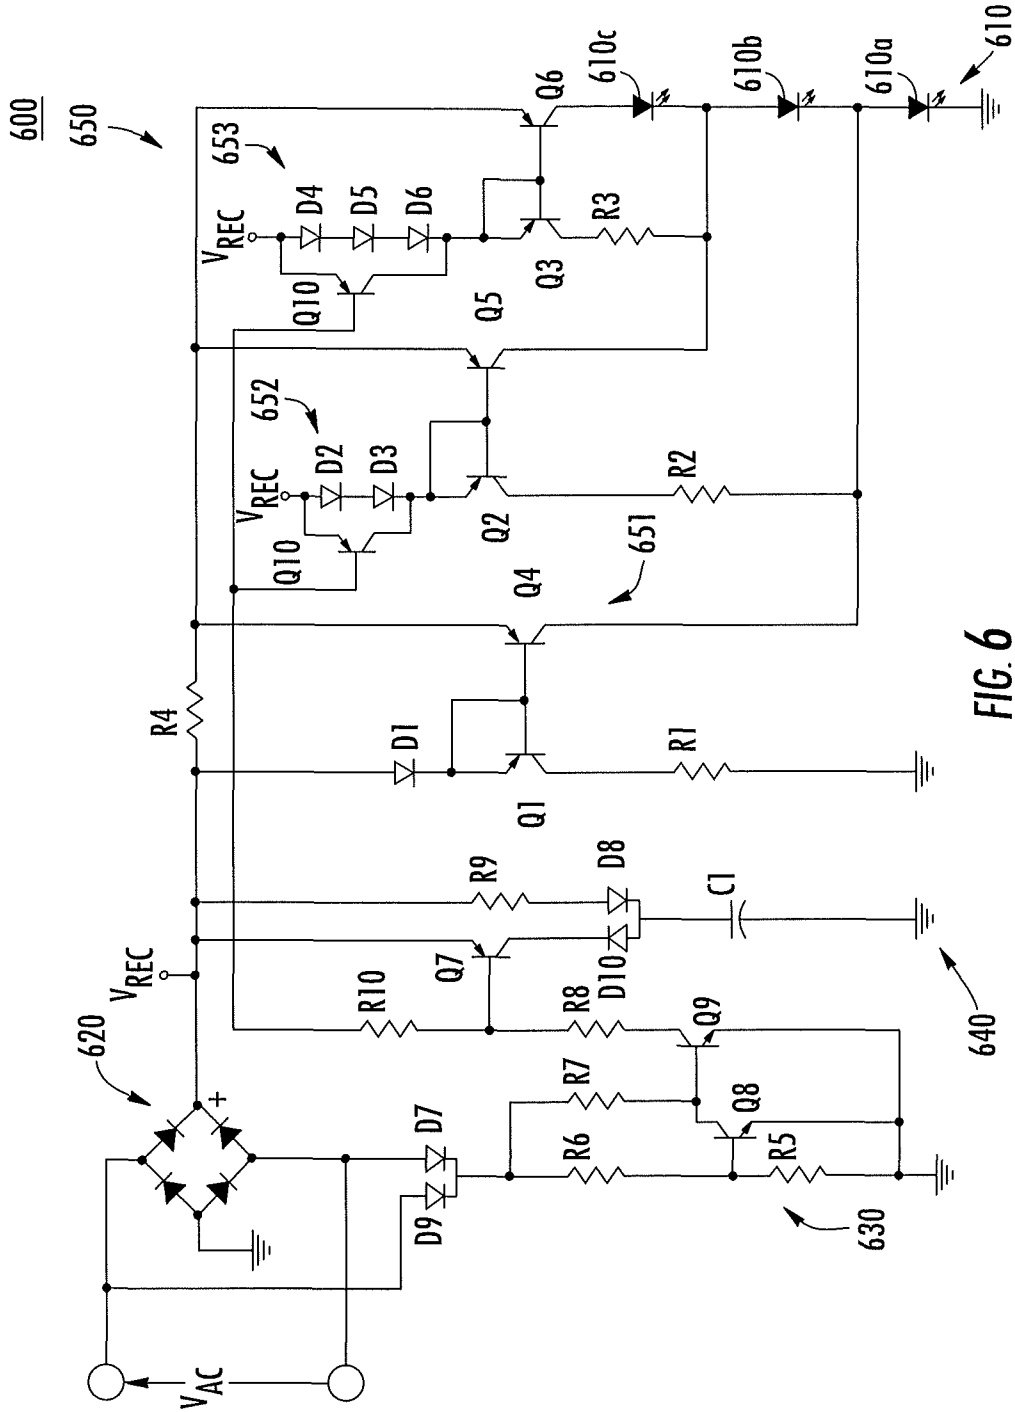 600
650
610c
Q6
610b
610a
610
653
D4
D5
D6
VREC
R3
Q10
Q3
Q5
652
D2
D3
VREC
R2
Q10
Q2
651
Q4
R4
D1
R1
Q1
R9
D8
C1
VREC
Q7
D10
R10
R8
Q9
640
620
+
R7
Q8
D7
R6
R5
D9
630
VAC
FIG. 6